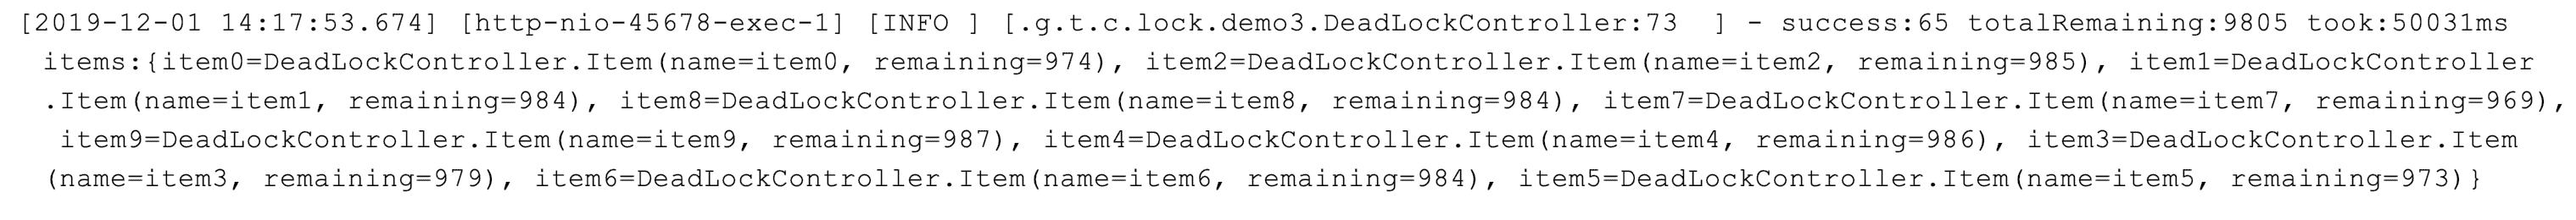 [2019-12-01 14:17:53.674] [http-nio-45678-exec-1] [INFO ] [.g.t.c.lock.demo3.DeadLockController:73  ] - success:65 totalRemaining:9805 took:50031ms
items:{item0=DeadLockController.Item(name=item0, remaining=974), item2=DeadLockController.Item(name=item2, remaining=985), item1=DeadLockController
.Item(name=item1, remaining=984), item8=DeadLockController.Item(name=item8, remaining=984), item7=DeadLockController.Item(name=item7, remaining=969),
item9=DeadLockController.Item(name=item9, remaining=987), item4=DeadLockController.Item(name=item4, remaining=986), item3=DeadLockController.Item
(name=item3, remaining=979), item6=DeadLockController.Item(name=item6, remaining=984), item5=DeadLockController.Item(name=item5, remaining=973)}